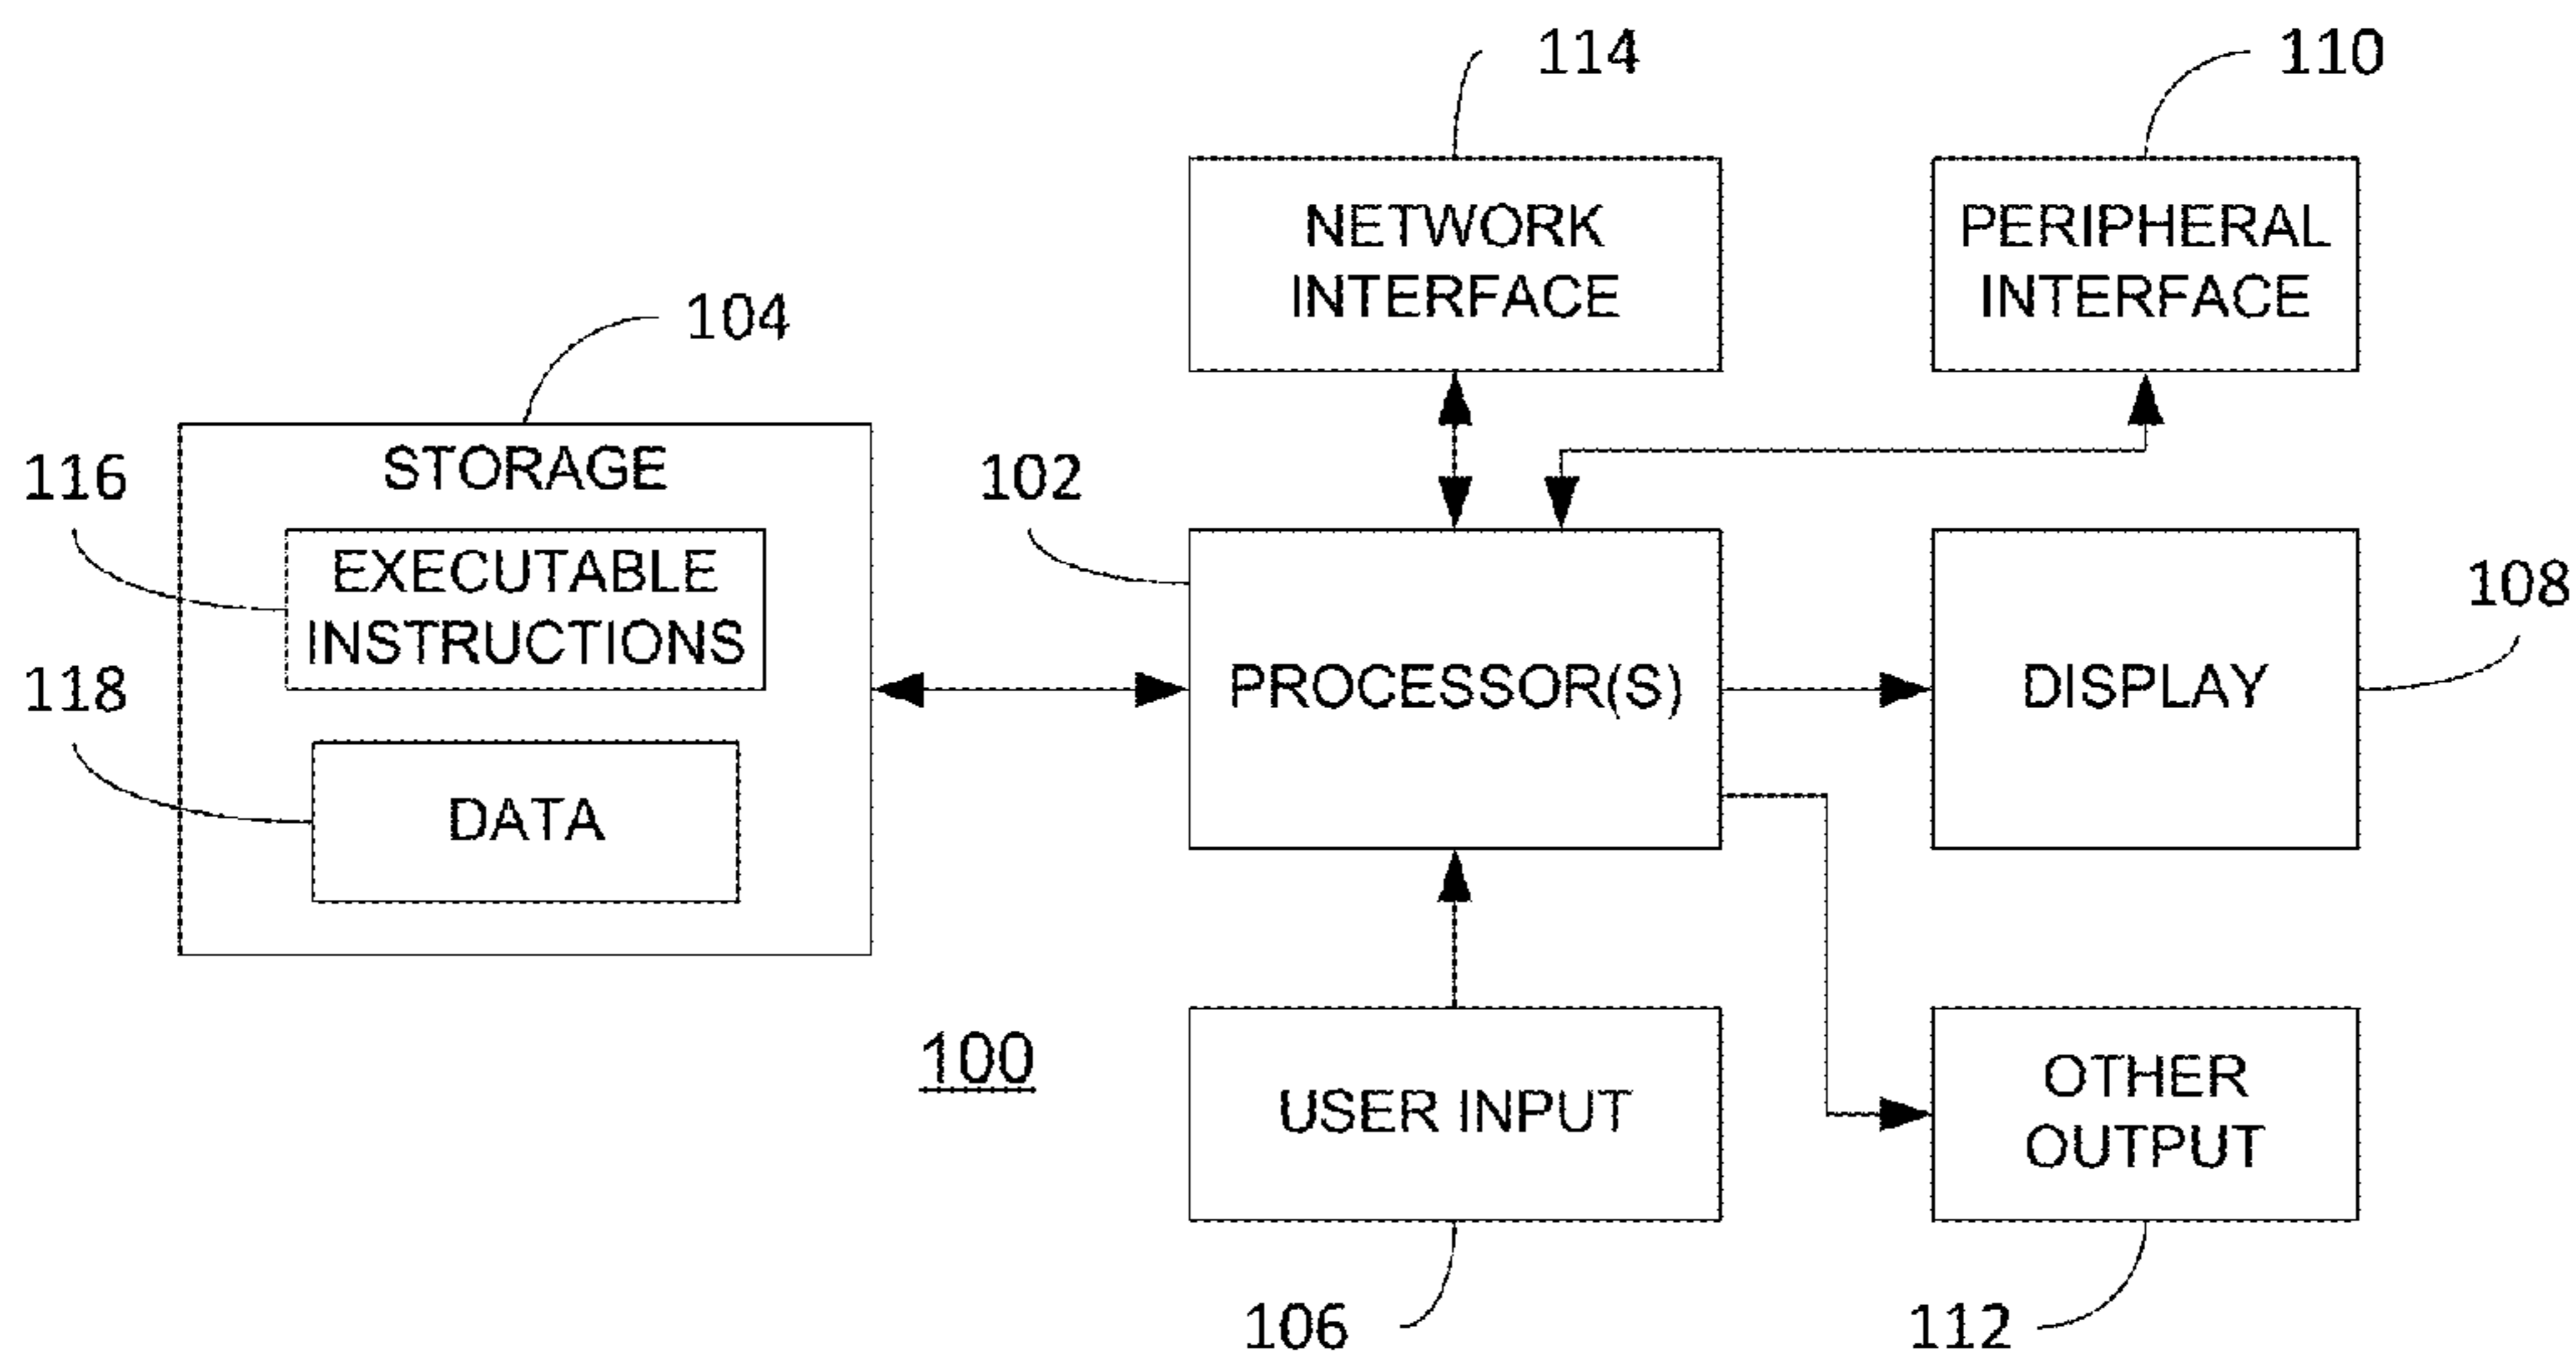 114
110
NETWORK
INTERFACE
PERIPHERAL
INTERFACE
104
STORAGE
116
EXECUTABLE
INSTRUCTIONS
118
DATA
102
PROCESSOR(S)
DISPLAY
108
100
USER INPUT
OTHER
OUTPUT
106
112